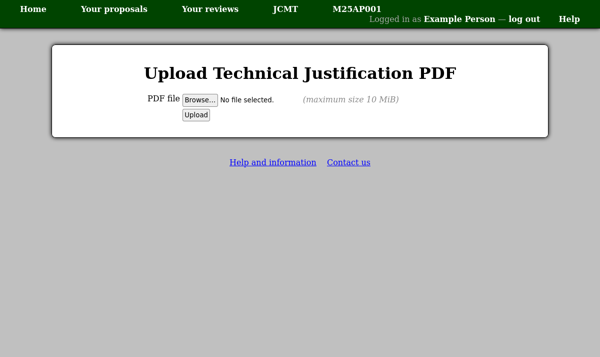 Home Your proposals Your reviews JCMT M25AP001
Logged in as Example Person — log out Help
Upload Technical Justification PDF
PDF file Browse... No file selected. (maximum size 10 MiB)
Upload
Help and information Contact us